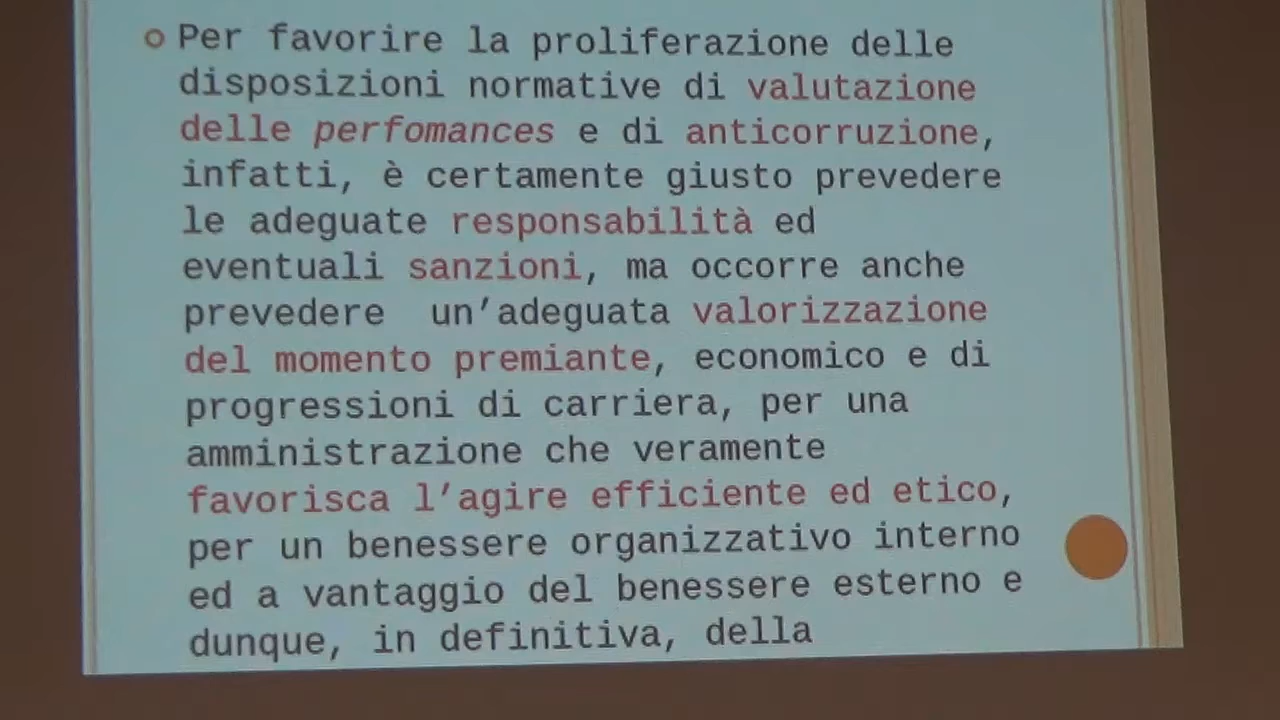 Per favorire la proliferazione delle
disposizioni normative di valutazione
delle perfomances e di anticorruzione,
infatti, è certamente giusto prevedere
le adeguate responsabilità ed
eventuali sanzioni, ma occorre anche
prevedere un’adeguata valorizzazione
del momento premiante, economico e di
progressioni di carriera, per una
amministrazione che veramente
favorisca l’agire efficiente ed etico,
per un benessere organizzativo interno
ed a vantaggio del benessere esterno e
dunque, in definitiva, della